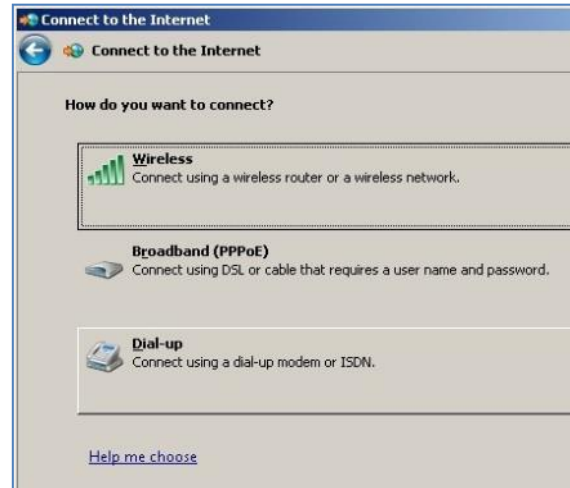 Connect to the Internet
Connect to the Internet
How do you want to connect?
Wireless
Connect using a wireless router or a wireless network.
Broadband (PPPoE)
Connect using DSL or cable that requires a user name and password.
Dial-up
Connect using a dial-up modem or ISDN.
Help me choose